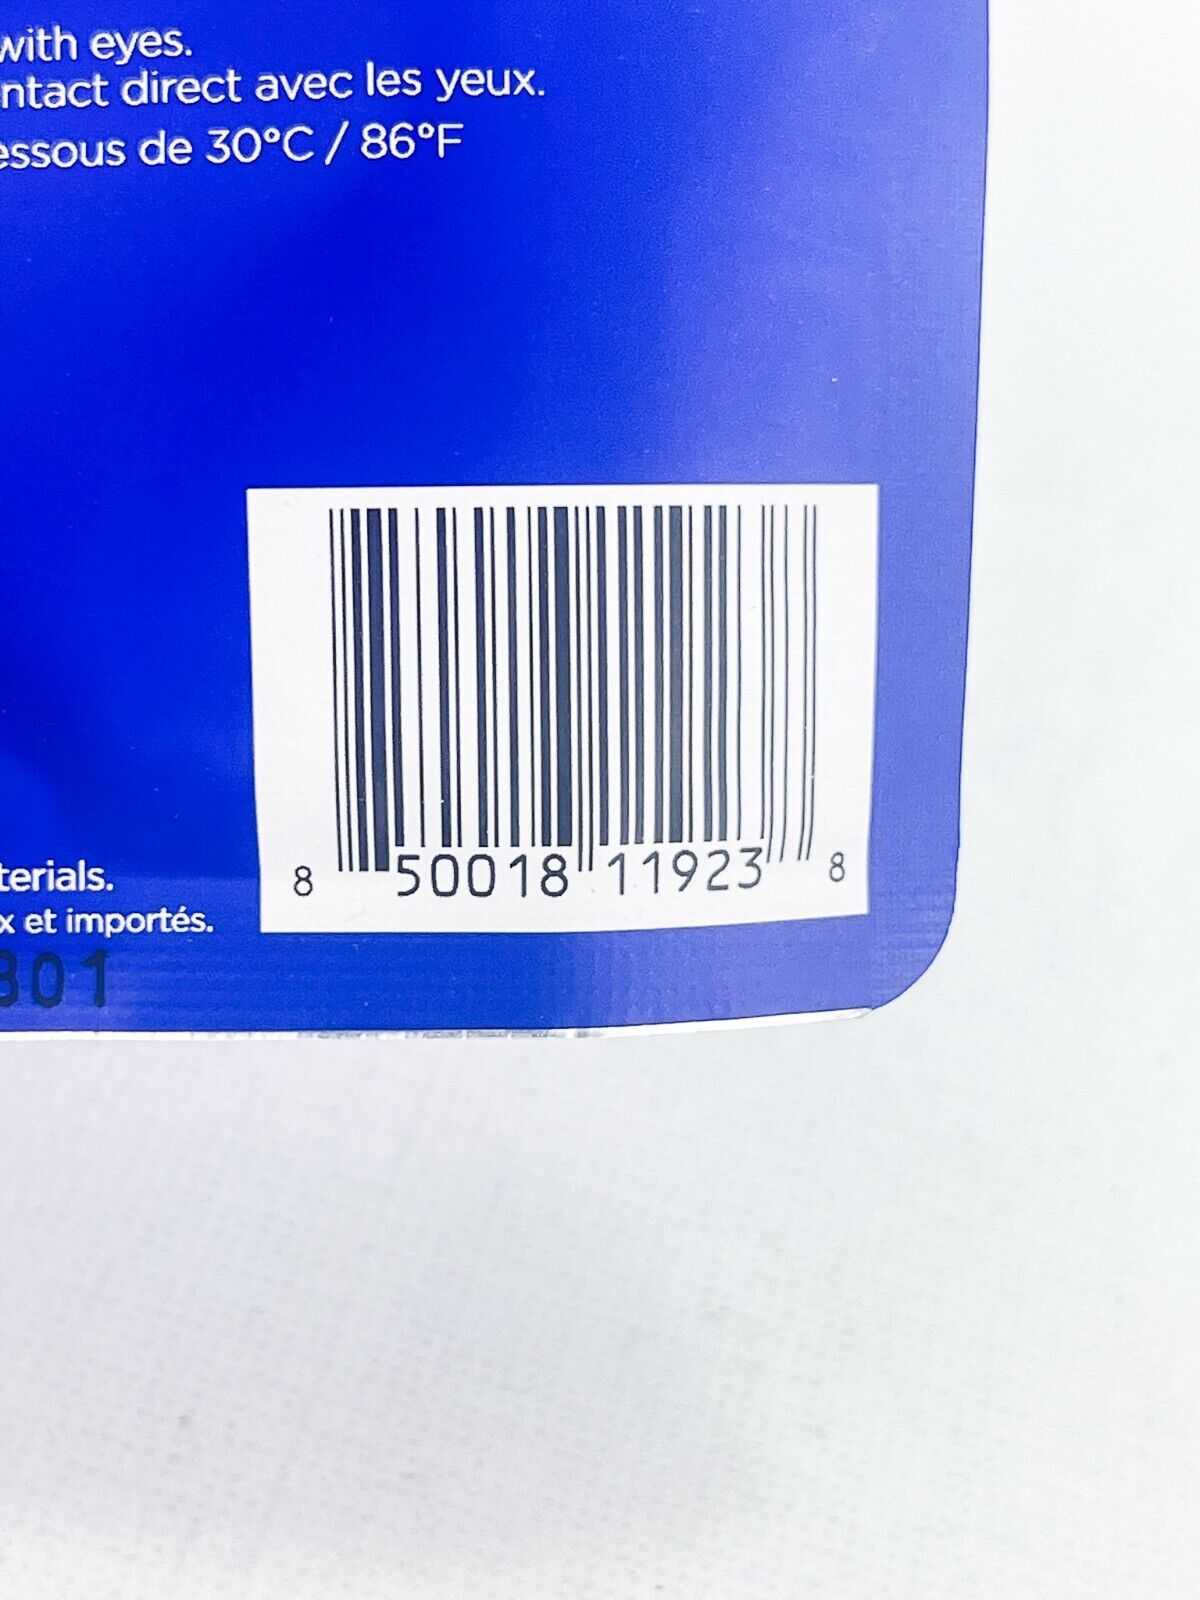 with eyes.
ntact direct avec les yeux.
essous de 30°C / 86°F
terials.
x et importés.
301
8 50018 11923 8